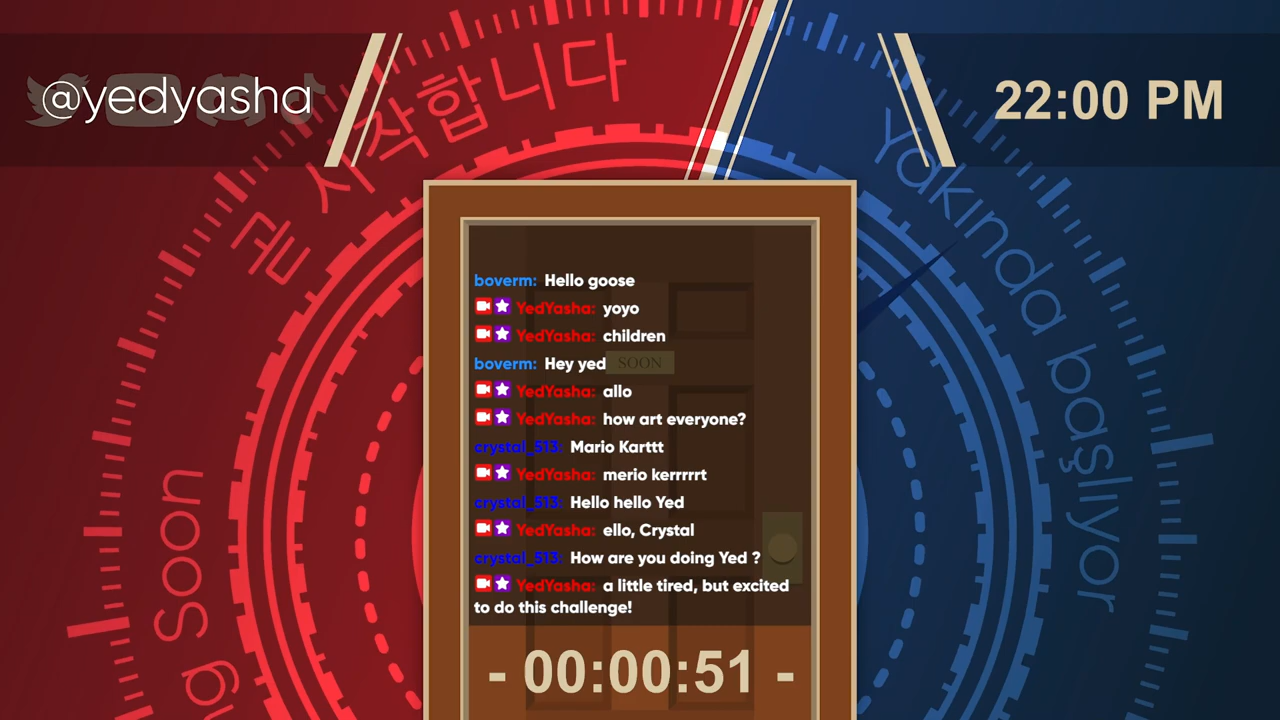 @yedyasha
곧 시작합니다
22:00 PM
Yakında başlıyor
ng Soon
boverm: Hello goose
YedYasha: yoyo
YedYasha: children
boverm: Hey yed
SOON
YedYasha: allo
YedYasha: how art everyone?
crystal_513: Mario Karttt
YedYasha: merio kerrrrrt
crystal_513: Hello hello Yed
YedYasha: ello, Crystal
crystal_513: How are you doing Yed ?
YedYasha: a little tired, but excited
to do this challenge!
- 00:00:51 -